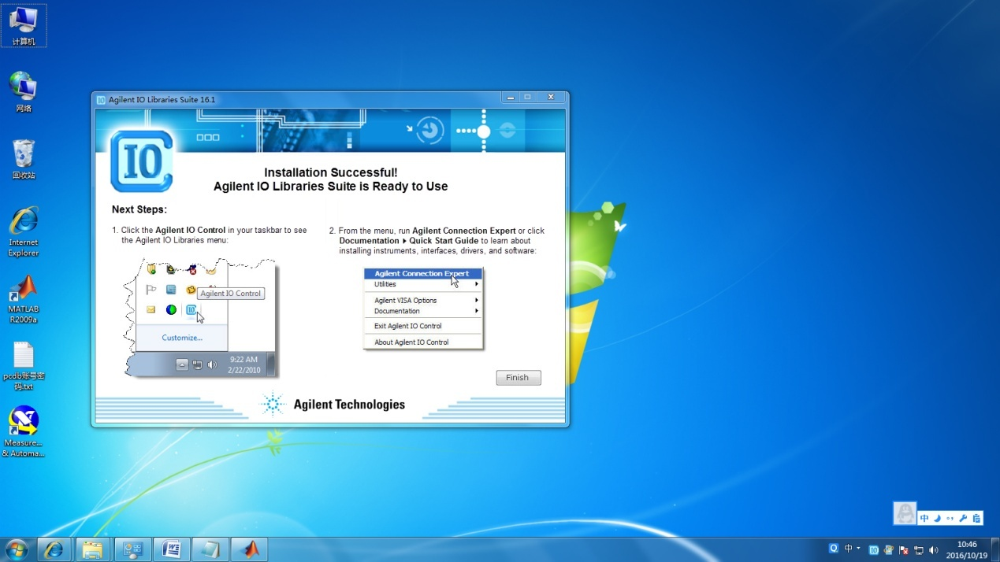 计算机
网络
回收站
Internet
Explorer
MATLAB
R2009a
pcdb账号密
码.txt
Measure...
& Automa...
Agilent IO Libraries Suite 16.1
IO
Installation Successful!
Agilent IO Libraries Suite is Ready to Use
Next Steps:
1. Click the Agilent IO Control in your taskbar to see
the Agilent IO Libraries menu:
Agilent IO Control
IO
Customize...
9:22 AM
2/22/2010
2. From the menu, run Agilent Connection Expert or click
Documentation ▸ Quick Start Guide to learn about
installing instruments, interfaces, drivers, and software:
Agilent Connection Expert
Utilities
Agilent VISA Options
Documentation
Exit Agilent IO Control
About Agilent IO Control
Finish
Agilent Technologies
中
中
IO
10:46
2016/10/19